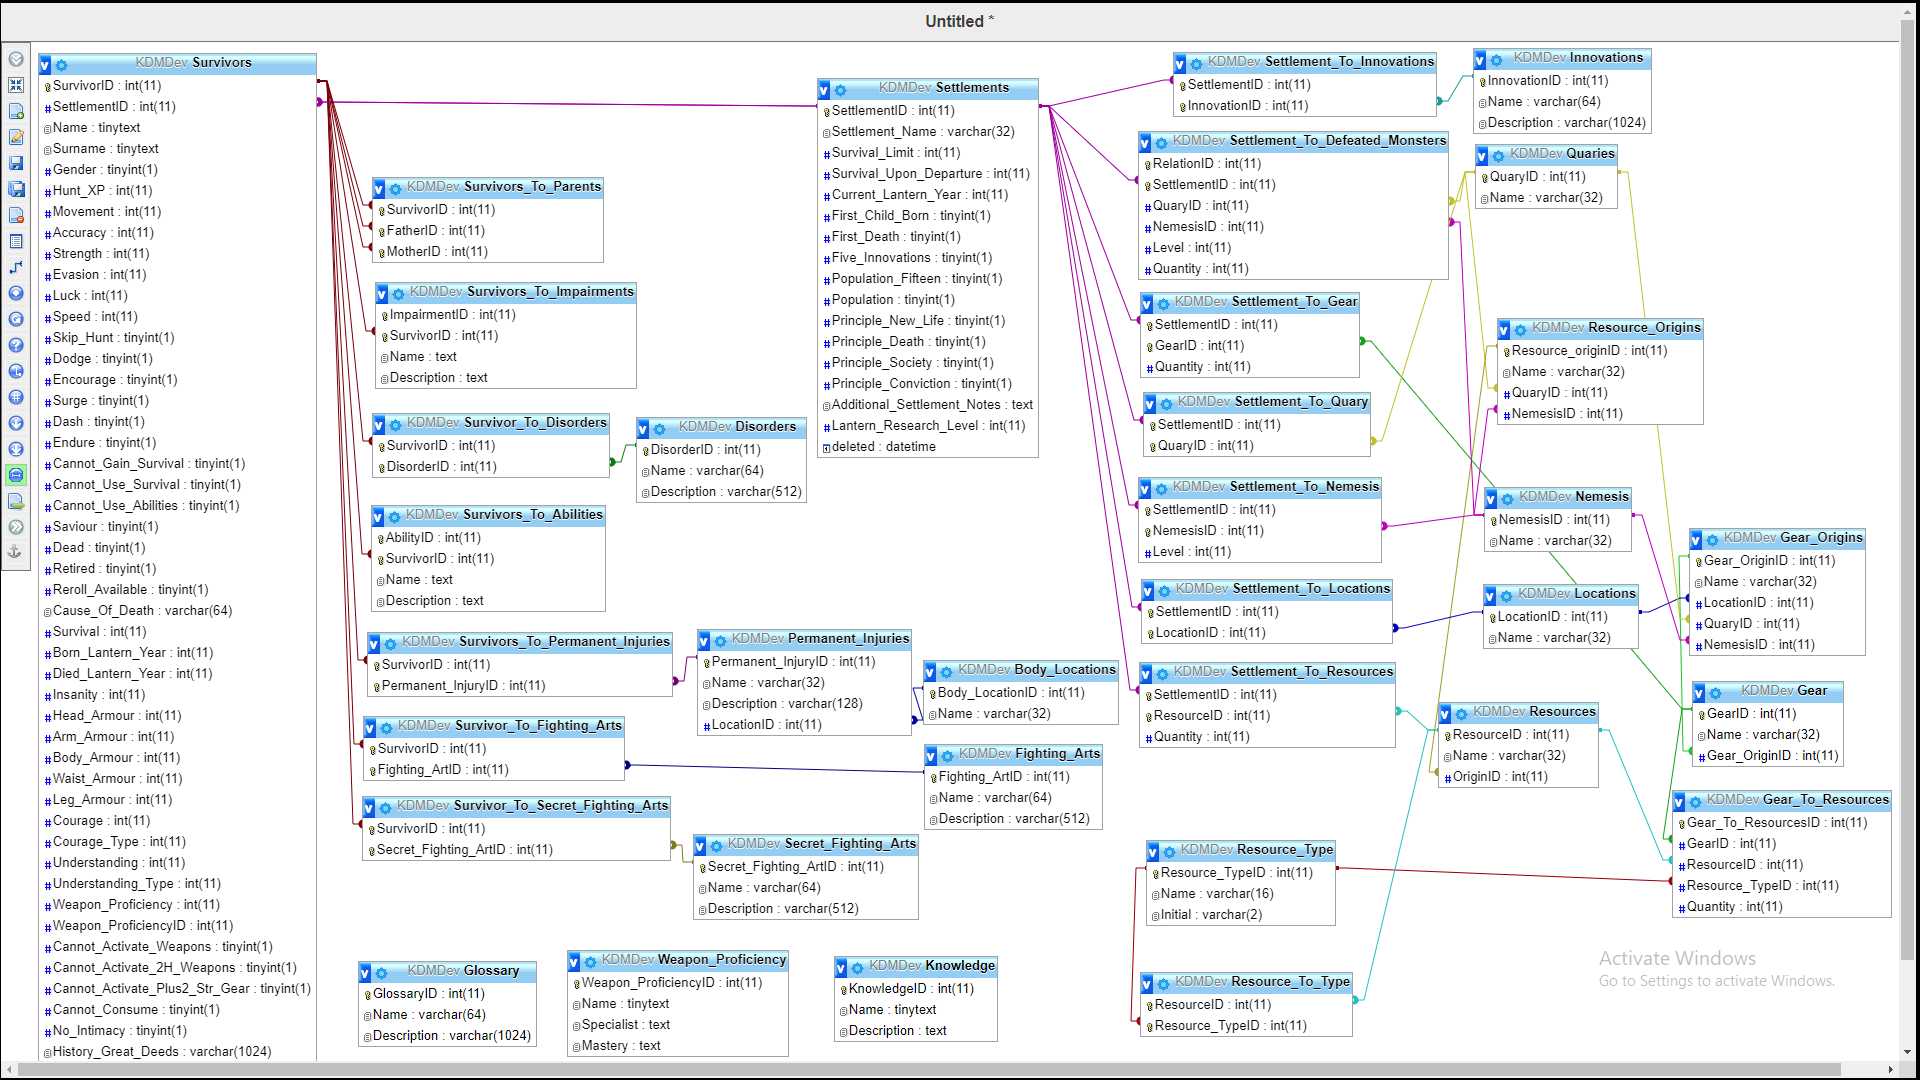 Untitled *
KDMDev Survivors
SurvivorID : int(11)
SettlementID : int(11)
Name : tinytext
Surname : tinytext
Gender : tinyint(1)
Hunt_XP : int(11)
Movement : int(11)
Accuracy : int(11)
Strength : int(11)
Evasion : int(11)
Luck : int(11)
Speed : int(11)
Skip_Hunt : tinyint(1)
Dodge : tinyint(1)
Encourage : tinyint(1)
Surge : tinyint(1)
Dash : tinyint(1)
Endure : tinyint(1)
Cannot_Gain_Survival : tinyint(1)
Cannot_Use_Survival : tinyint(1)
Cannot_Use_Abilities : tinyint(1)
Saviour : tinyint(1)
Dead : tinyint(1)
Retired : tinyint(1)
Reroll_Available : tinyint(1)
Cause_Of_Death : varchar(64)
Survival : int(11)
Born_Lantern_Year : int(11)
Died_Lantern_Year : int(11)
Insanity : int(11)
Head_Armour : int(11)
Arm_Armour : int(11)
Body_Armour : int(11)
Waist_Armour : int(11)
Leg_Armour : int(11)
Courage : int(11)
Courage_Type : int(11)
Understanding : int(11)
Understanding_Type : int(11)
Weapon_Proficiency : int(11)
Weapon_ProficiencyID : int(11)
Cannot_Activate_Weapons : tinyint(1)
Cannot_Activate_2H_Weapons : tinyint(1)
Cannot_Activate_Plus2_Str_Gear : tinyint(1)
Cannot_Consume : tinyint(1)
No_Intimacy : tinyint(1)
History_Great_Deeds : varchar(1024)
KDMDev Survivors_To_Parents
SurvivorID : int(11)
FatherID : int(11)
MotherID : int(11)
KDMDev Survivors_To_Impairments
ImpairmentID : int(11)
SurvivorID : int(11)
Name : text
Description : text
KDMDev Survivor_To_Disorders
SurvivorID : int(11)
DisorderID : int(11)
KDMDev Disorders
DisorderID : int(11)
Name : varchar(64)
Description : varchar(512)
KDMDev Survivors_To_Abilities
AbilityID : int(11)
SurvivorID : int(11)
Name : text
Description : text
KDMDev Survivors_To_Permanent_Injuries
SurvivorID : int(11)
Permanent_InjuryID : int(11)
KDMDev Permanent_Injuries
Permanent_InjuryID : int(11)
Name : varchar(32)
Description : varchar(128)
LocationID : int(11)
KDMDev Body_Locations
Body_LocationID : int(11)
Name : varchar(32)
KDMDev Survivor_To_Fighting_Arts
SurvivorID : int(11)
Fighting_ArtID : int(11)
KDMDev Fighting_Arts
Fighting_ArtID : int(11)
Name : varchar(64)
Description : varchar(512)
KDMDev Survivor_To_Secret_Fighting_Arts
SurvivorID : int(11)
Secret_Fighting_ArtID : int(11)
KDMDev Secret_Fighting_Arts
Secret_Fighting_ArtID : int(11)
Name : varchar(64)
Description : varchar(512)
KDMDev Glossary
GlossaryID : int(11)
Name : varchar(64)
Description : varchar(1024)
KDMDev Weapon_Proficiency
Weapon_ProficiencyID : int(11)
Name : tinytext
Specialist : text
Mastery : text
KDMDev Knowledge
KnowledgeID : int(11)
Name : tinytext
Description : text
KDMDev Settlements
SettlementID : int(11)
Settlement_Name : varchar(32)
Survival_Limit : int(11)
Survival_Upon_Departure : int(11)
Current_Lantern_Year : int(11)
First_Child_Born : tinyint(1)
First_Death : tinyint(1)
Five_Innovations : tinyint(1)
Population_Fifteen : tinyint(1)
Population : tinyint(1)
Principle_New_Life : tinyint(1)
Principle_Death : tinyint(1)
Principle_Society : tinyint(1)
Principle_Conviction : tinyint(1)
Additional_Settlement_Notes : text
Lantern_Research_Level : int(11)
deleted : datetime
KDMDev Settlement_To_Innovations
SettlementID : int(11)
InnovationID : int(11)
KDMDev Innovations
InnovationID : int(11)
Name : varchar(64)
Description : varchar(1024)
KDMDev Settlement_To_Defeated_Monsters
RelationID : int(11)
SettlementID : int(11)
QuaryID : int(11)
NemesisID : int(11)
Level : int(11)
Quantity : int(11)
KDMDev Quaries
QuaryID : int(11)
Name : varchar(32)
KDMDev Settlement_To_Gear
SettlementID : int(11)
GearID : int(11)
Quantity : int(11)
KDMDev Resource_Origins
Resource_originID : int(11)
Name : varchar(32)
QuaryID : int(11)
NemesisID : int(11)
KDMDev Settlement_To_Quary
SettlementID : int(11)
QuaryID : int(11)
KDMDev Settlement_To_Nemesis
SettlementID : int(11)
NemesisID : int(11)
Level : int(11)
KDMDev Nemesis
NemesisID : int(11)
Name : varchar(32)
KDMDev Gear_Origins
Gear_OriginID : int(11)
Name : varchar(32)
LocationID : int(11)
QuaryID : int(11)
NemesisID : int(11)
KDMDev Settlement_To_Locations
SettlementID : int(11)
LocationID : int(11)
KDMDev Locations
LocationID : int(11)
Name : varchar(32)
KDMDev Settlement_To_Resources
SettlementID : int(11)
ResourceID : int(11)
Quantity : int(11)
KDMDev Resources
ResourceID : int(11)
Name : varchar(32)
OriginID : int(11)
KDMDev Gear
GearID : int(11)
Name : varchar(32)
Gear_OriginID : int(11)
KDMDev Gear_To_Resources
Gear_To_ResourcesID : int(11)
GearID : int(11)
ResourceID : int(11)
Resource_TypeID : int(11)
Quantity : int(11)
KDMDev Resource_Type
Resource_TypeID : int(11)
Name : varchar(16)
Initial : varchar(2)
KDMDev Resource_To_Type
ResourceID : int(11)
Resource_TypeID : int(11)
Activate Windows
Go to Settings to activate Windows.